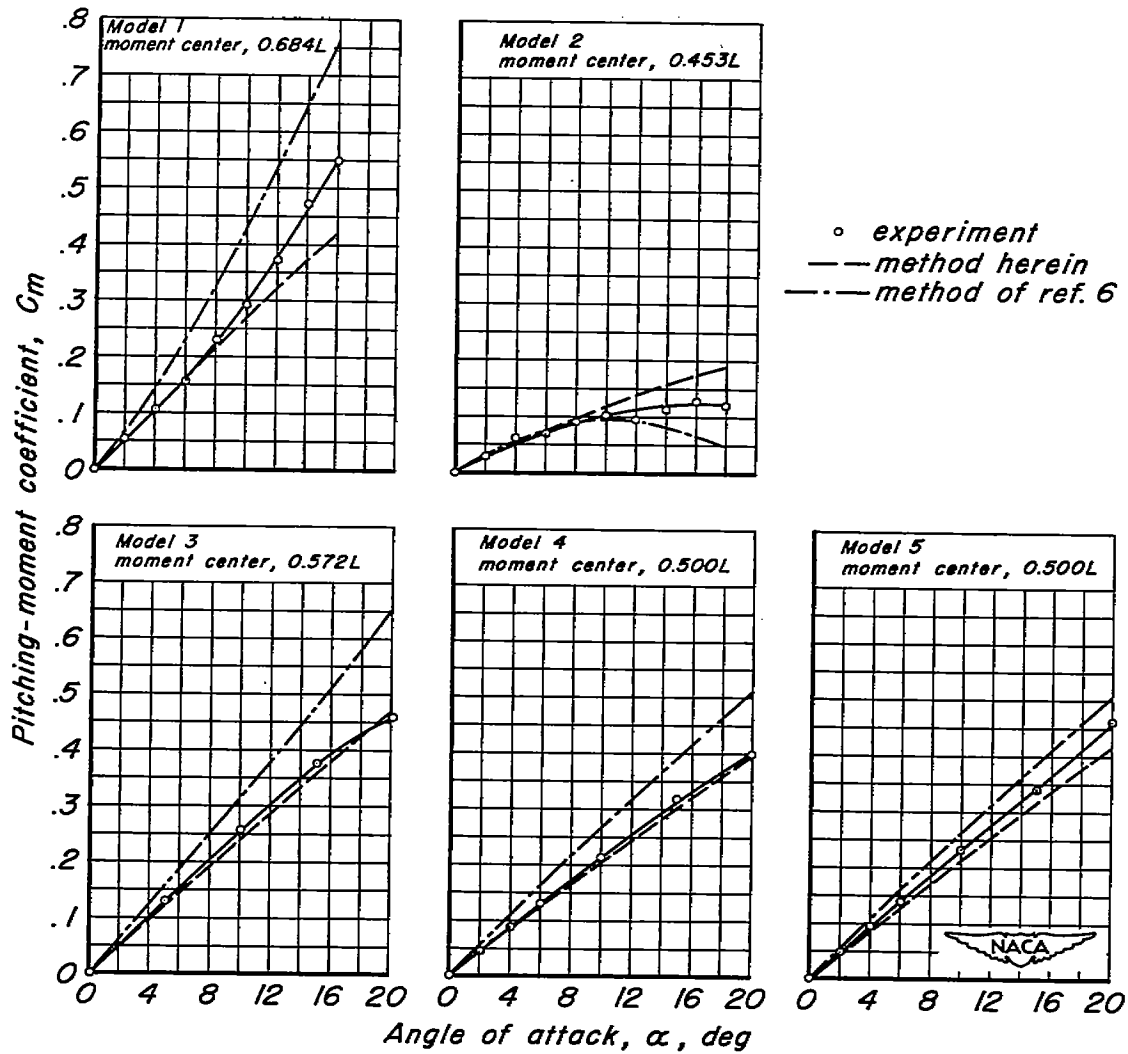 Model 1
moment center, 0.684L
Model 2
moment center, 0.453L
.8
.7
.6
.5
.4
.3
.2
.1
0
experiment
method herein
method of ref. 6
Pitching-moment coefficient, Cm
Model 3
moment center, 0.572L
Model 4
moment center, 0.500L
Model 5
moment center, 0.500L
.8
.7
.6
.5
.4
.3
.2
.1
0
NACA
0 4 8 12 16 20
0 4 8 12 16 20
0 4 8 12 16 20
Angle of attack, α, deg